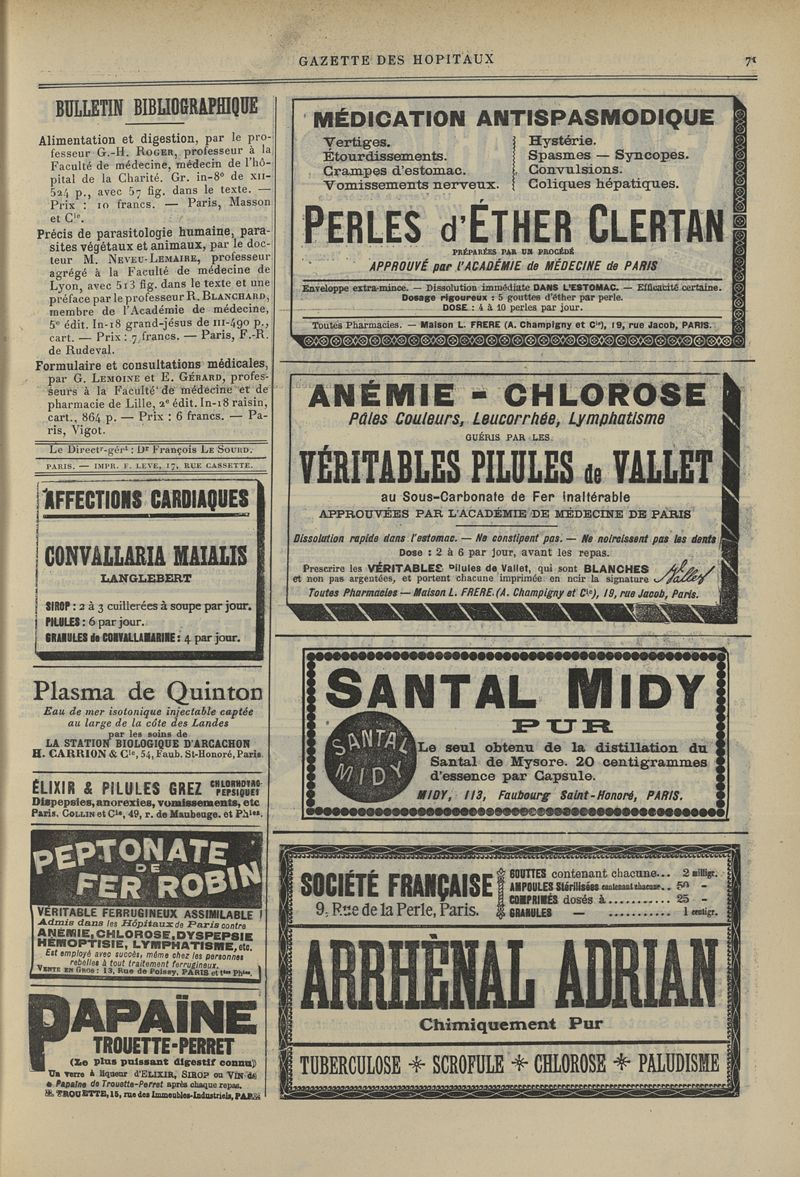 GAZETTE DES HOPITAUX
71
BULLETIN BIBLIOGRAPHIQUE
Alimentation et digestion, par le pro-
fesseur G.-H. ROGER, professeur à la
Faculté de médecine, médecin de l'hô-
pital de la Charité. Gr. in-8° de XII-
524 p., avec 57 fig. dans le texte. —
Prix : 10 francs. — Paris, Masson
et Cie.
Précis de parasitologie humaine, para-
sites végétaux et animaux, par le doc-
teur M. NEVEU-LEMAIRE, professeur
agrégé à la Faculté de médecine de
Lyon, avec 513 fig. dans le texte et une
préface par le professeur R. BLANCHARD,
membre de l'Académie de médecine,
5e édit. In-18 grand-jésus de III-490 p.,
cart. — Prix : 7 francs. — Paris, F.-R.
de Rudeval.
Formulaire et consultations médicales,
par G. LEMOINE et E. GÉRARD, profes-
seurs à la Faculté de médecine et de
pharmacie de Lille, 2e édit. In-18 raisin,
cart., 864 p. — Prix : 6 francs. — Pa-
ris, Vigot.
Le Directr-gért : Dr François LE SOURD.
PARIS. — IMPR. F. LEVÉ, 17, RUE CASSETTE.
AFFECTIONS CARDIAQUES
CONVALLARIA MAIALIS
LANGLEBERT
SIROP : 2 à 3 cuillerées à soupe par jour.
PILULES : 6 par jour.
GRANULES de CONVALLAMARINE : 4 par jour.
Plasma de Quinton
Eau de mer isotonique injectable captée
au large de la côte des Landes
par les soins de
LA STATION BIOLOGIQUE D'ARCACHON
H. CARRION & Cie, 54, Faub. St-Honoré, Paris
ÉLIXIR & PILULES GREZ CHLORHYDRO-PEPSIQUES
Dispepsies, anorexies, vomissements, etc
Paris. COLLIN et Cie, 49, r. de Maubeuge. et Phies.
PEPTONATE
DE
FER ROBIN
VÉRITABLE FERRUGINEUX ASSIMILABLE !
Admis dans les Hôpitaux de Paris contre
ANÉMIE, CHLOROSE, DYSPEPSIE
HÉMOPTISIE, LYMPHATISME, etc.
Est employé avec succès, même chez les personnes
rebelles à tout traitement ferrugineux.
VENTE EN GROS : 13, Rue de Poissy, PARIS et ttes Phies.
PAPAÏNE
TROUETTE-PERRET
(Le plus puissant digestif connu)
Un verre à liqueur d'ELIXIR, SIROP ou VIN de
Papaïne de Trouette-Perret après chaque repas.
E. TROUETTE, 15, rue des Immeubles-Industriels, PARIS
MÉDICATION ANTISPASMODIQUE
Vertiges.
Étourdissements.
Crampes d'estomac.
Vomissements nerveux.
Hystérie.
Spasmes — Syncopes.
Convulsions.
Coliques hépatiques.
PERLES d'ÉTHER CLERTAN
PRÉPARÉES PAR UN PROCÉDÉ
APPROUVÉ par l'ACADÉMIE de MÉDECINE de PARIS
Enveloppe extra-mince. — Dissolution immédiate DANS L'ESTOMAC. — Efficacité certaine.
Dosage rigoureux : 5 gouttes d'éther par perle.
DOSE : 4 à 10 perles par jour.
Toutes Pharmacies. — Maison L. FRERE (A. Champigny et Cie), 19, rue Jacob, PARIS.
ANÉMIE - CHLOROSE
Pâles Couleurs, Leucorrhée, Lymphatisme
GUÉRIS PAR LES
VÉRITABLES PILULES de VALLET
au Sous-Carbonate de Fer inaltérable
APPROUVÉES PAR L'ACADÉMIE DE MÉDECINE DE PARIS
Dissolution rapide dans l'estomac. — Ne constipent pas. — Ne noircissent pas les dents
Dose : 2 à 6 par jour, avant les repas.
Prescrire les VÉRITABLES Pilules de Vallet, qui sont BLANCHES
et non pas argentées, et portent chacune imprimée en noir la signature Vallet
Toutes Pharmacies — Maison L. FRERE. (A. Champigny et Cie), 19, rue Jacob, Paris.
SANTAL MIDY
PUR
SANTAL
MIDY
Le seul obtenu de la distillation du
Santal de Mysore. 20 centigrammes
d'essence par Capsule.
MIDY, 113, Faubourg Saint-Honoré, PARIS.
SOCIÉTÉ FRANÇAISE
9, Rue de la Perle, Paris.
GOUTTES contenant chacune... 2 milligr.
AMPOULES Stérilisées contenant chacune.. 50 –
COMPRIMÉS dosés à............ 25 –
GRANULES — ............ 1 centigr.
ARRHÉNAL ADRIAN
Chimiquement Pur
TUBERCULOSE * SCROFULE * CHLOROSE * PALUDISME